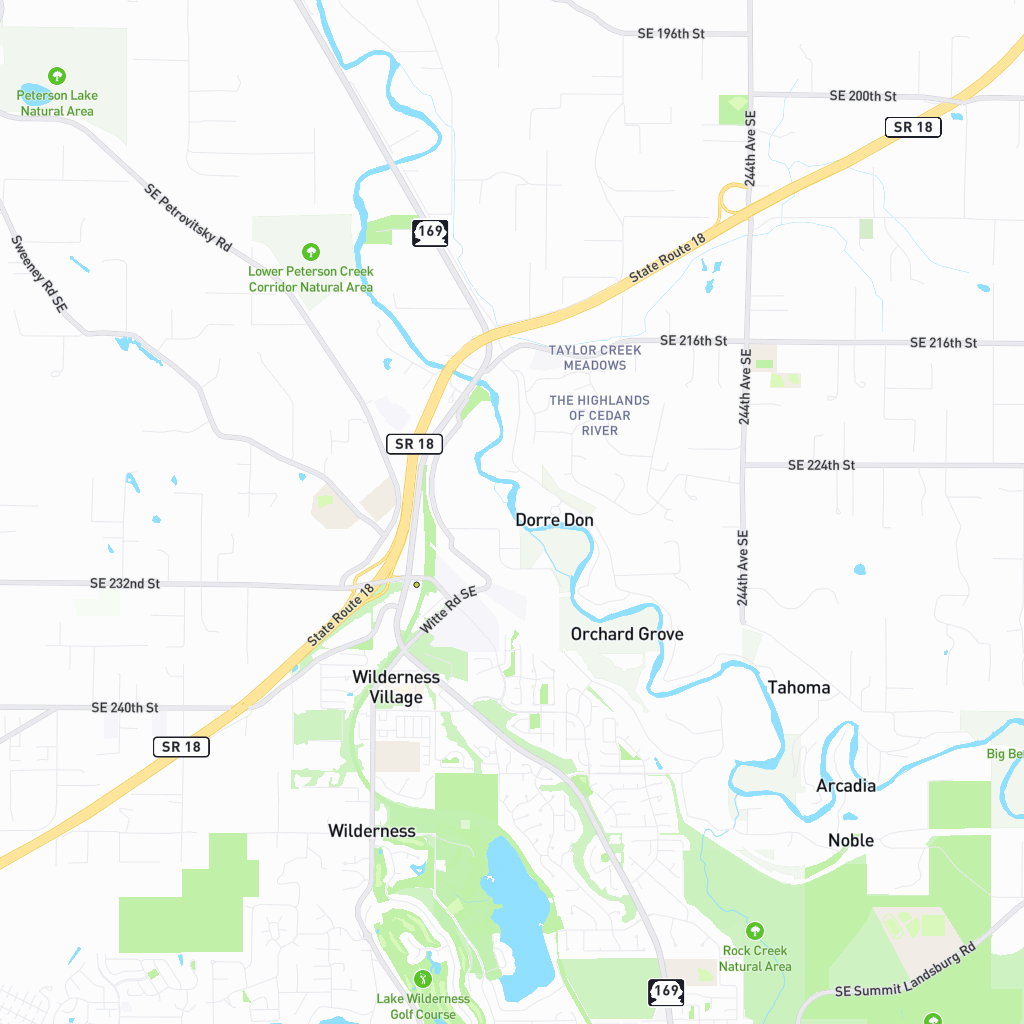 SE 196th St
Peterson Lake
Natural Area
SE 200th St
SR 18
244th Ave SE
SE Petrovitsky Rd
169
Sweeney Rd SE
Lower Peterson Creek
Corridor Natural Area
State Route 18
SE 216th St
SE 216th St
TAYLOR CREEK
MEADOWS
244th Ave SE
THE HIGHLANDS
OF CEDAR
RIVER
SR 18
SE 224th St
Dorre Don
244th Ave SE
SE 232nd St
State Route 18
Witte Rd SE
Orchard Grove
Wilderness
Village
Tahoma
SE 240th St
SR 18
Big Be
Arcadia
Wilderness
Noble
Rock Creek
Natural Area
SE Summit Landsburg Rd
169
Lake Wilderness
Golf Course